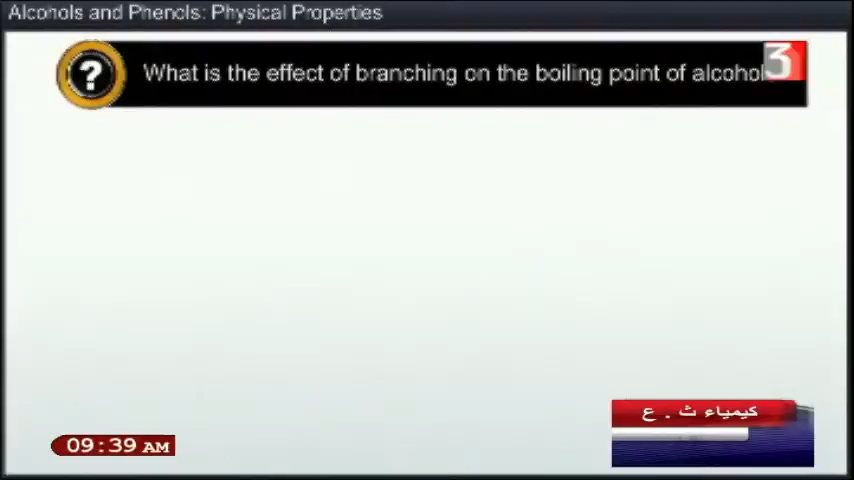 Alcohols and Phenols: Physical Properties
?
What is the effect of branching on the boiling point of alcohol
3
كيمياء ث . ع
09:39 AM